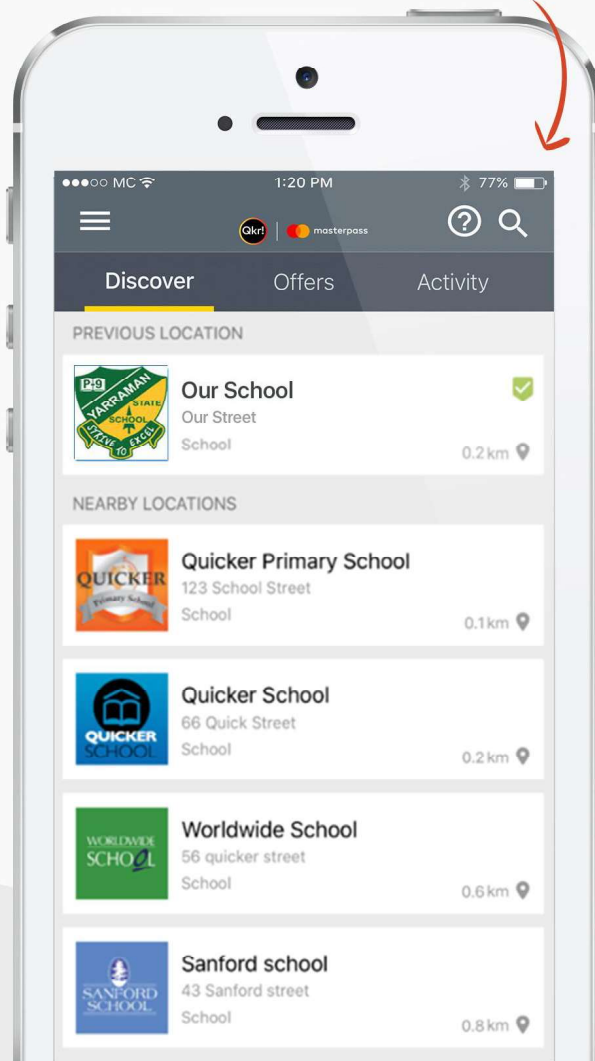 MC
1:20 PM
77%
Qkr!
masterpass
Discover
Offers
Activity
PREVIOUS LOCATION
P-9
YARRAMAN
STATE
SCHOOL
STRIVE TO EXCEL
Our School
Our Street
School
0.2 km
NEARBY LOCATIONS
QUICKER
Primary School
Quicker Primary School
123 School Street
School
0.1 km
QUICKER
SCHOOL
Quicker School
66 Quick Street
School
0.2 km
WORLDWIDE
SCHOOL
Worldwide School
56 quicker street
School
0.6 km
SANFORD
SCHOOL
Sanford school
43 Sanford street
School
0.8 km